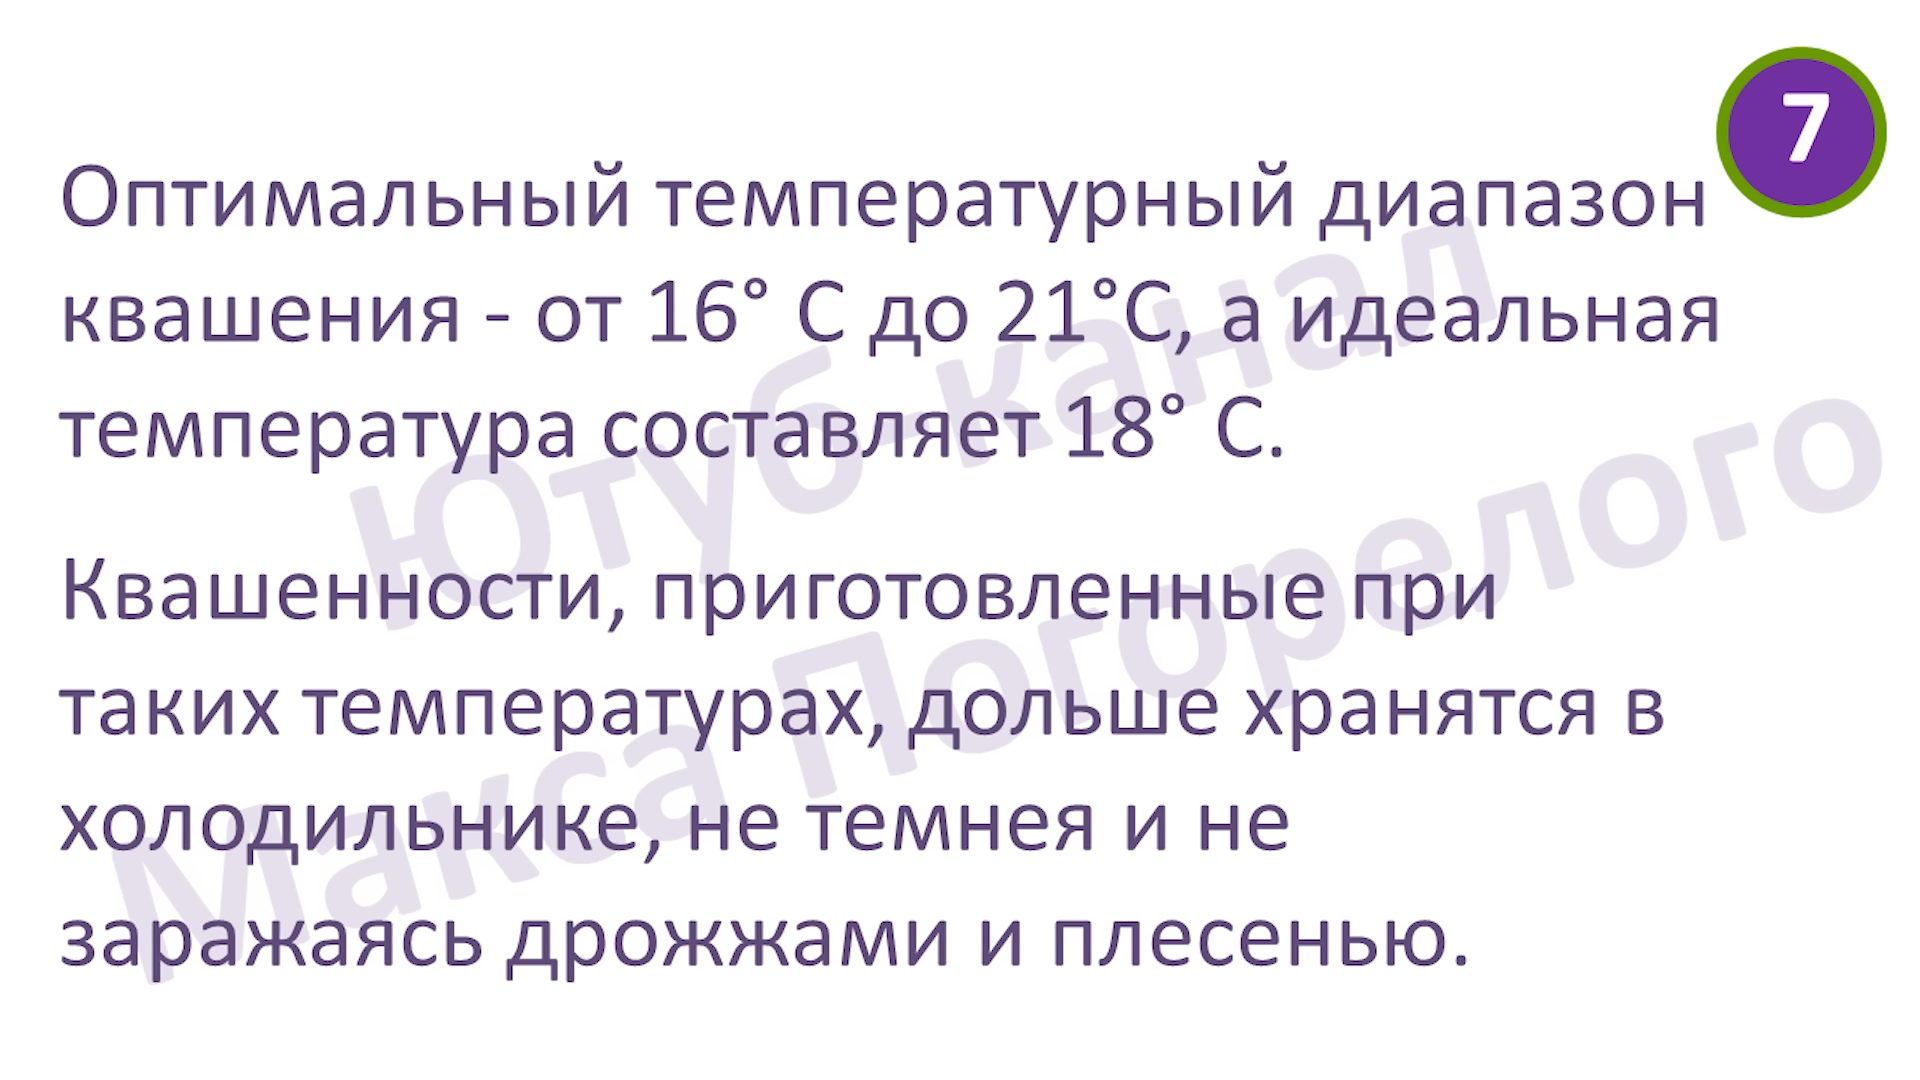 7
Оптимальный температурный диапазон
квашения - от 16° С до 21°С, а идеальная
температура составляет 18° С.
Квашенности, приготовленные при
таких температурах, дольше хранятся в
холодильнике, не темнея и не
заражаясь дрожжами и плесенью.
Ютуб-канал
Макса Погорелого